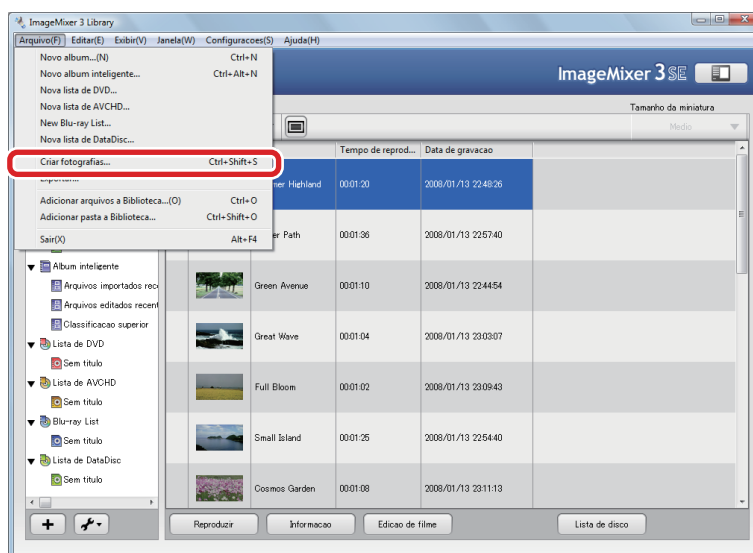 ImageMixer 3 Library
Arquivo(F) Editar(E) Exibir(V) Janela(W) Configuracoes(S) Ajuda(H)
Novo album...(N) Ctrl+N
Novo album inteligente... Ctrl+Alt+N
Nova lista de DVD...
Nova lista de AVCHD...
New Blu-ray List...
Nova lista de DataDisc...
Criar fotografias... Ctrl+Shift+S
Adicionar arquivos a Biblioteca...(O) Ctrl+O
Adicionar pasta a Biblioteca... Ctrl+Shift+O
Sair(X) Alt+F4
ImageMixer 3 SE
Tamanho da miniatura
Medio
Tempo de reprod... Data de gravacao
mer Highland 00:01:20 2008/01/13 22:48:26
er Path 00:01:36 2008/01/13 22:57:40
Green Avenue 00:01:10 2008/01/13 22:44:54
Great Wave 00:01:04 2008/01/13 23:03:07
Full Bloom 00:01:02 2008/01/13 23:09:43
Small Island 00:01:25 2008/01/13 22:54:40
Cosmos Garden 00:01:08 2008/01/13 23:11:13
Album inteligente
Arquivos importados rece
Arquivos editados recent
Classificacao superior
Lista de DVD
Sem titulo
Lista de AVCHD
Sem titulo
Blu-ray List
Sem titulo
Lista de DataDisc
Sem titulo
Reproduzir Informacao Edicao de filme Lista de disco